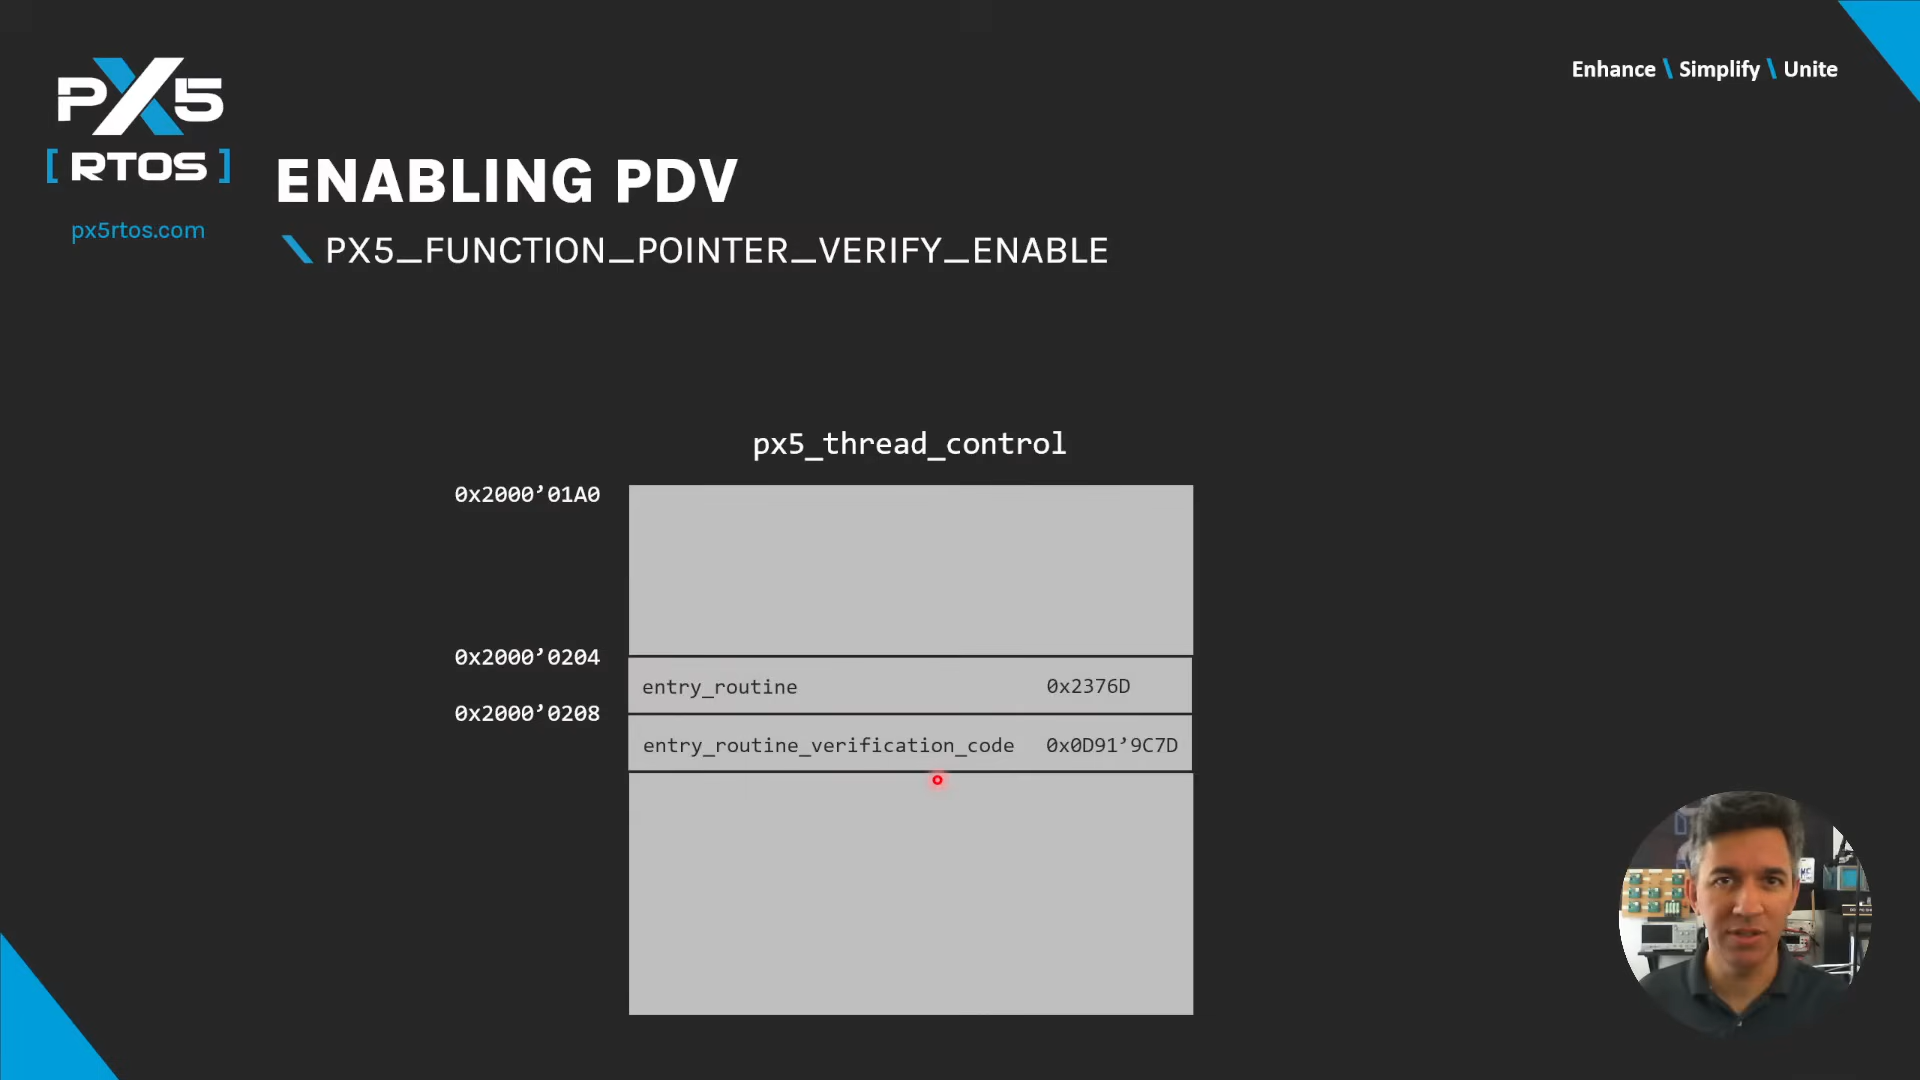 Enhance \ Simplify \ Unite
PX5
[ RTOS ]
px5rtos.com
ENABLING PDV
PX5_FUNCTION_POINTER_VERIFY_ENABLE
px5_thread_control
0x2000’01A0
0x2000’0204
entry_routine 0x2376D
0x2000’0208
entry_routine_verification_code 0x0D91’9C7D